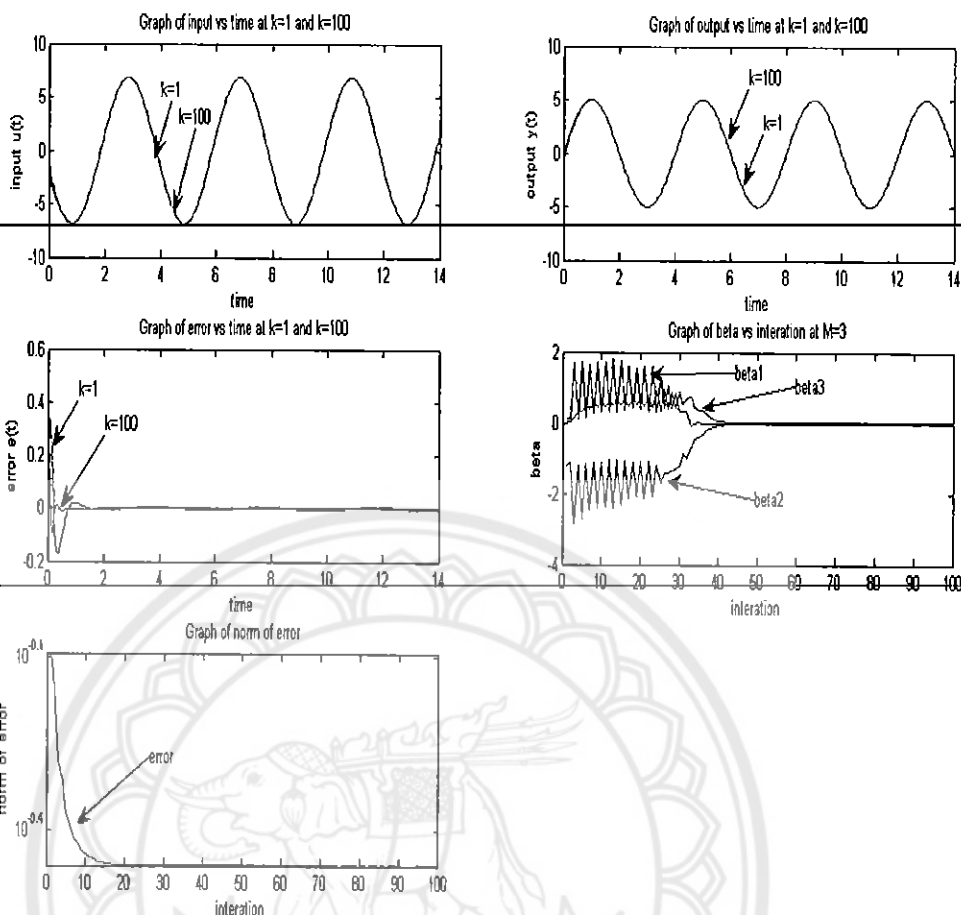 Graph of input vs time at k=1 and k=100
10
5
0
-5
-10
input u(t)
k=1
k=100
0 2 4 6 8 10 12 14
time
Graph of output vs time at k=1 and k=100
10
5
0
-5
-10
output y(t)
k=100
k=1
0 2 4 6 8 10 12 14
time
Graph of error vs time at k=1 and k=100
0.6
0.4
0.2
0
-0.2
error e(t)
k=1
k=100
0 2 4 6 8 10 12 14
time
Graph of beta vs interation at M=3
2
0
-2
-4
beta
beta1
beta3
beta2
0 10 20 30 40 50 60 70 80 90 100
interation
Graph of norm of error
10^-0.1
10^-0.4
norm of error
error
0 10 20 30 40 50 60 70 80 90 100
interation